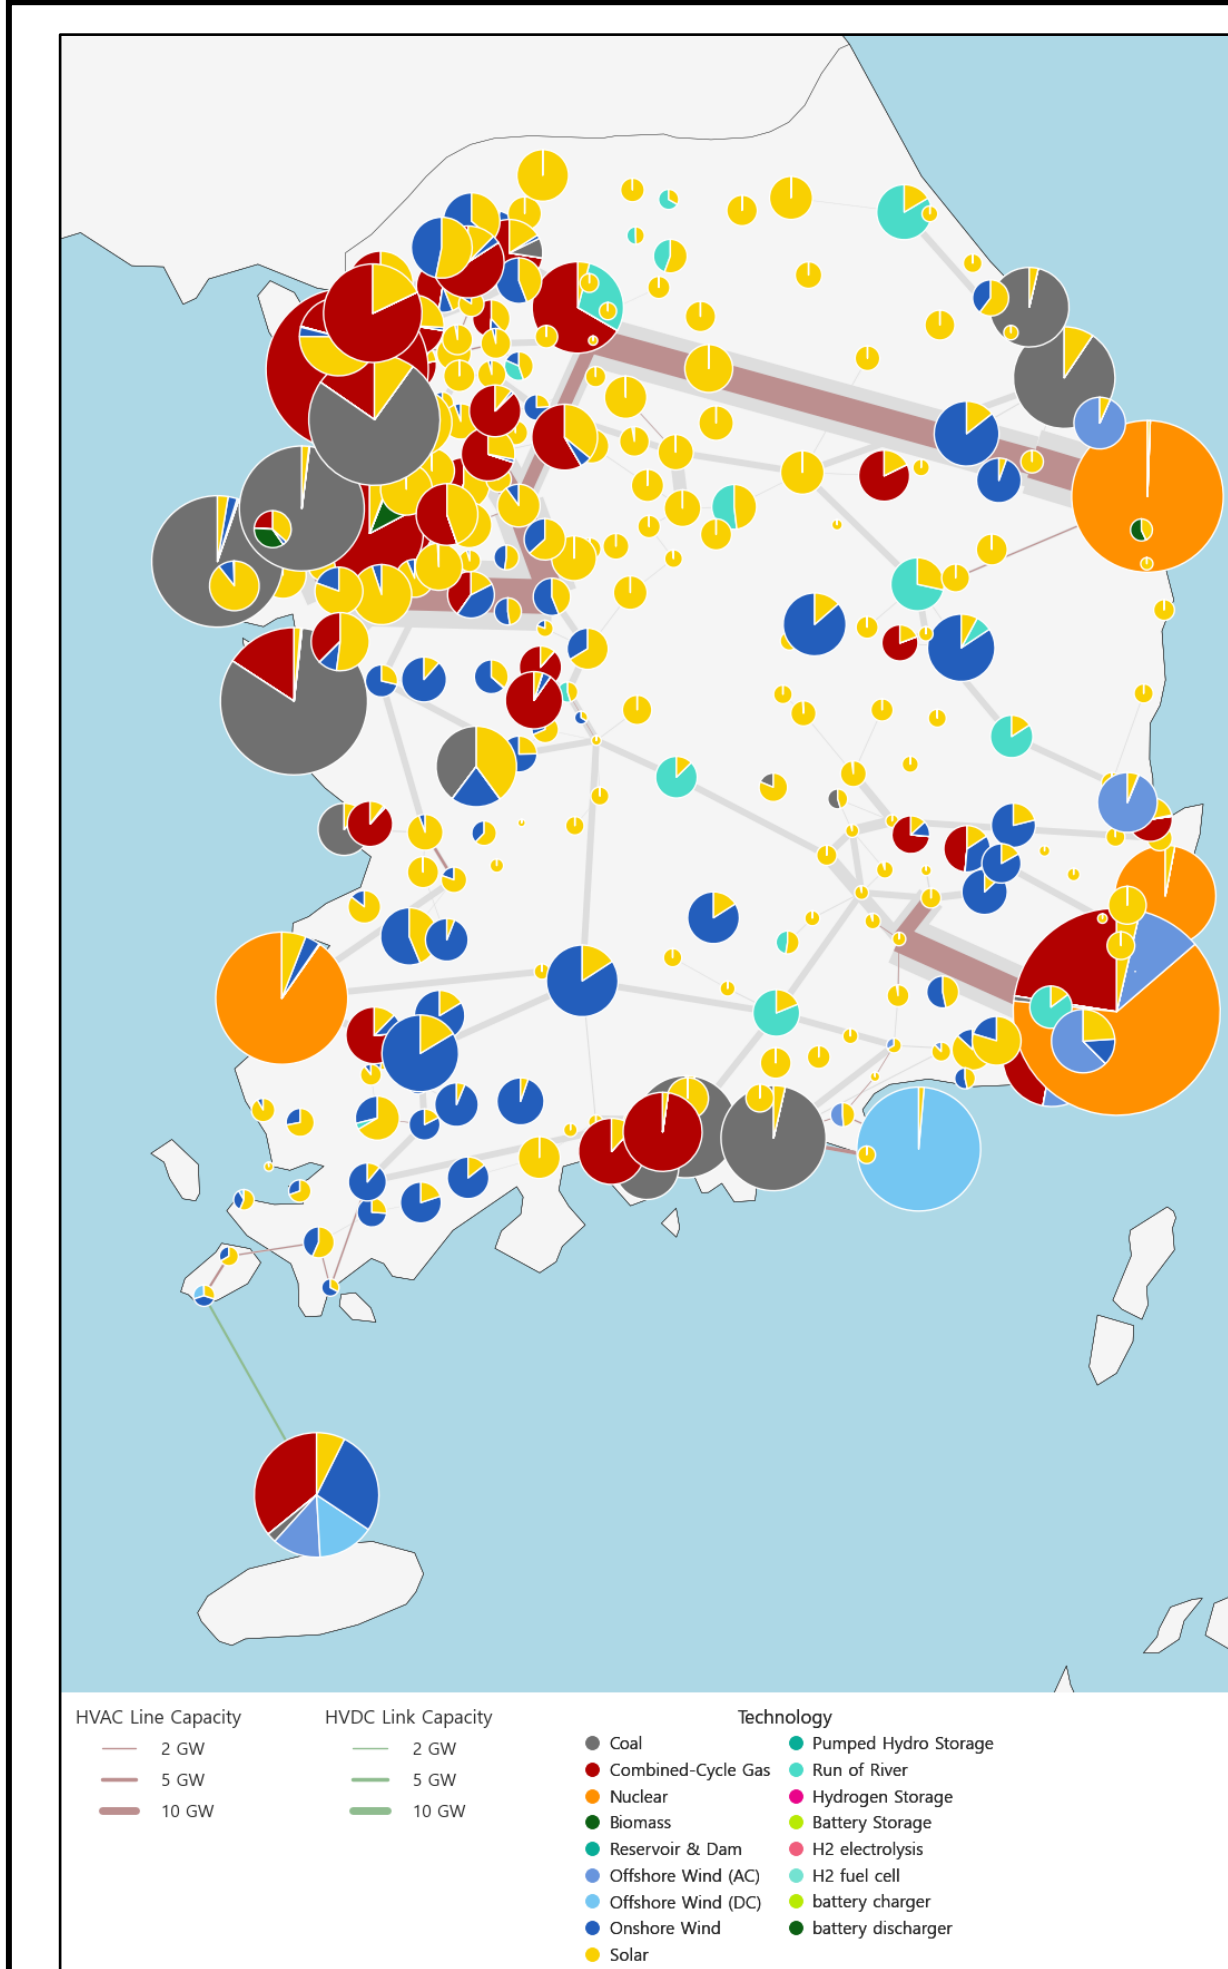 HVAC Line Capacity
2 GW
5 GW
10 GW
HVDC Link Capacity
2 GW
5 GW
10 GW
Technology
Coal
Combined-Cycle Gas
Nuclear
Biomass
Reservoir & Dam
Offshore Wind (AC)
Offshore Wind (DC)
Onshore Wind
Solar
Pumped Hydro Storage
Run of River
Hydrogen Storage
Battery Storage
H2 electrolysis
H2 fuel cell
battery charger
battery discharger